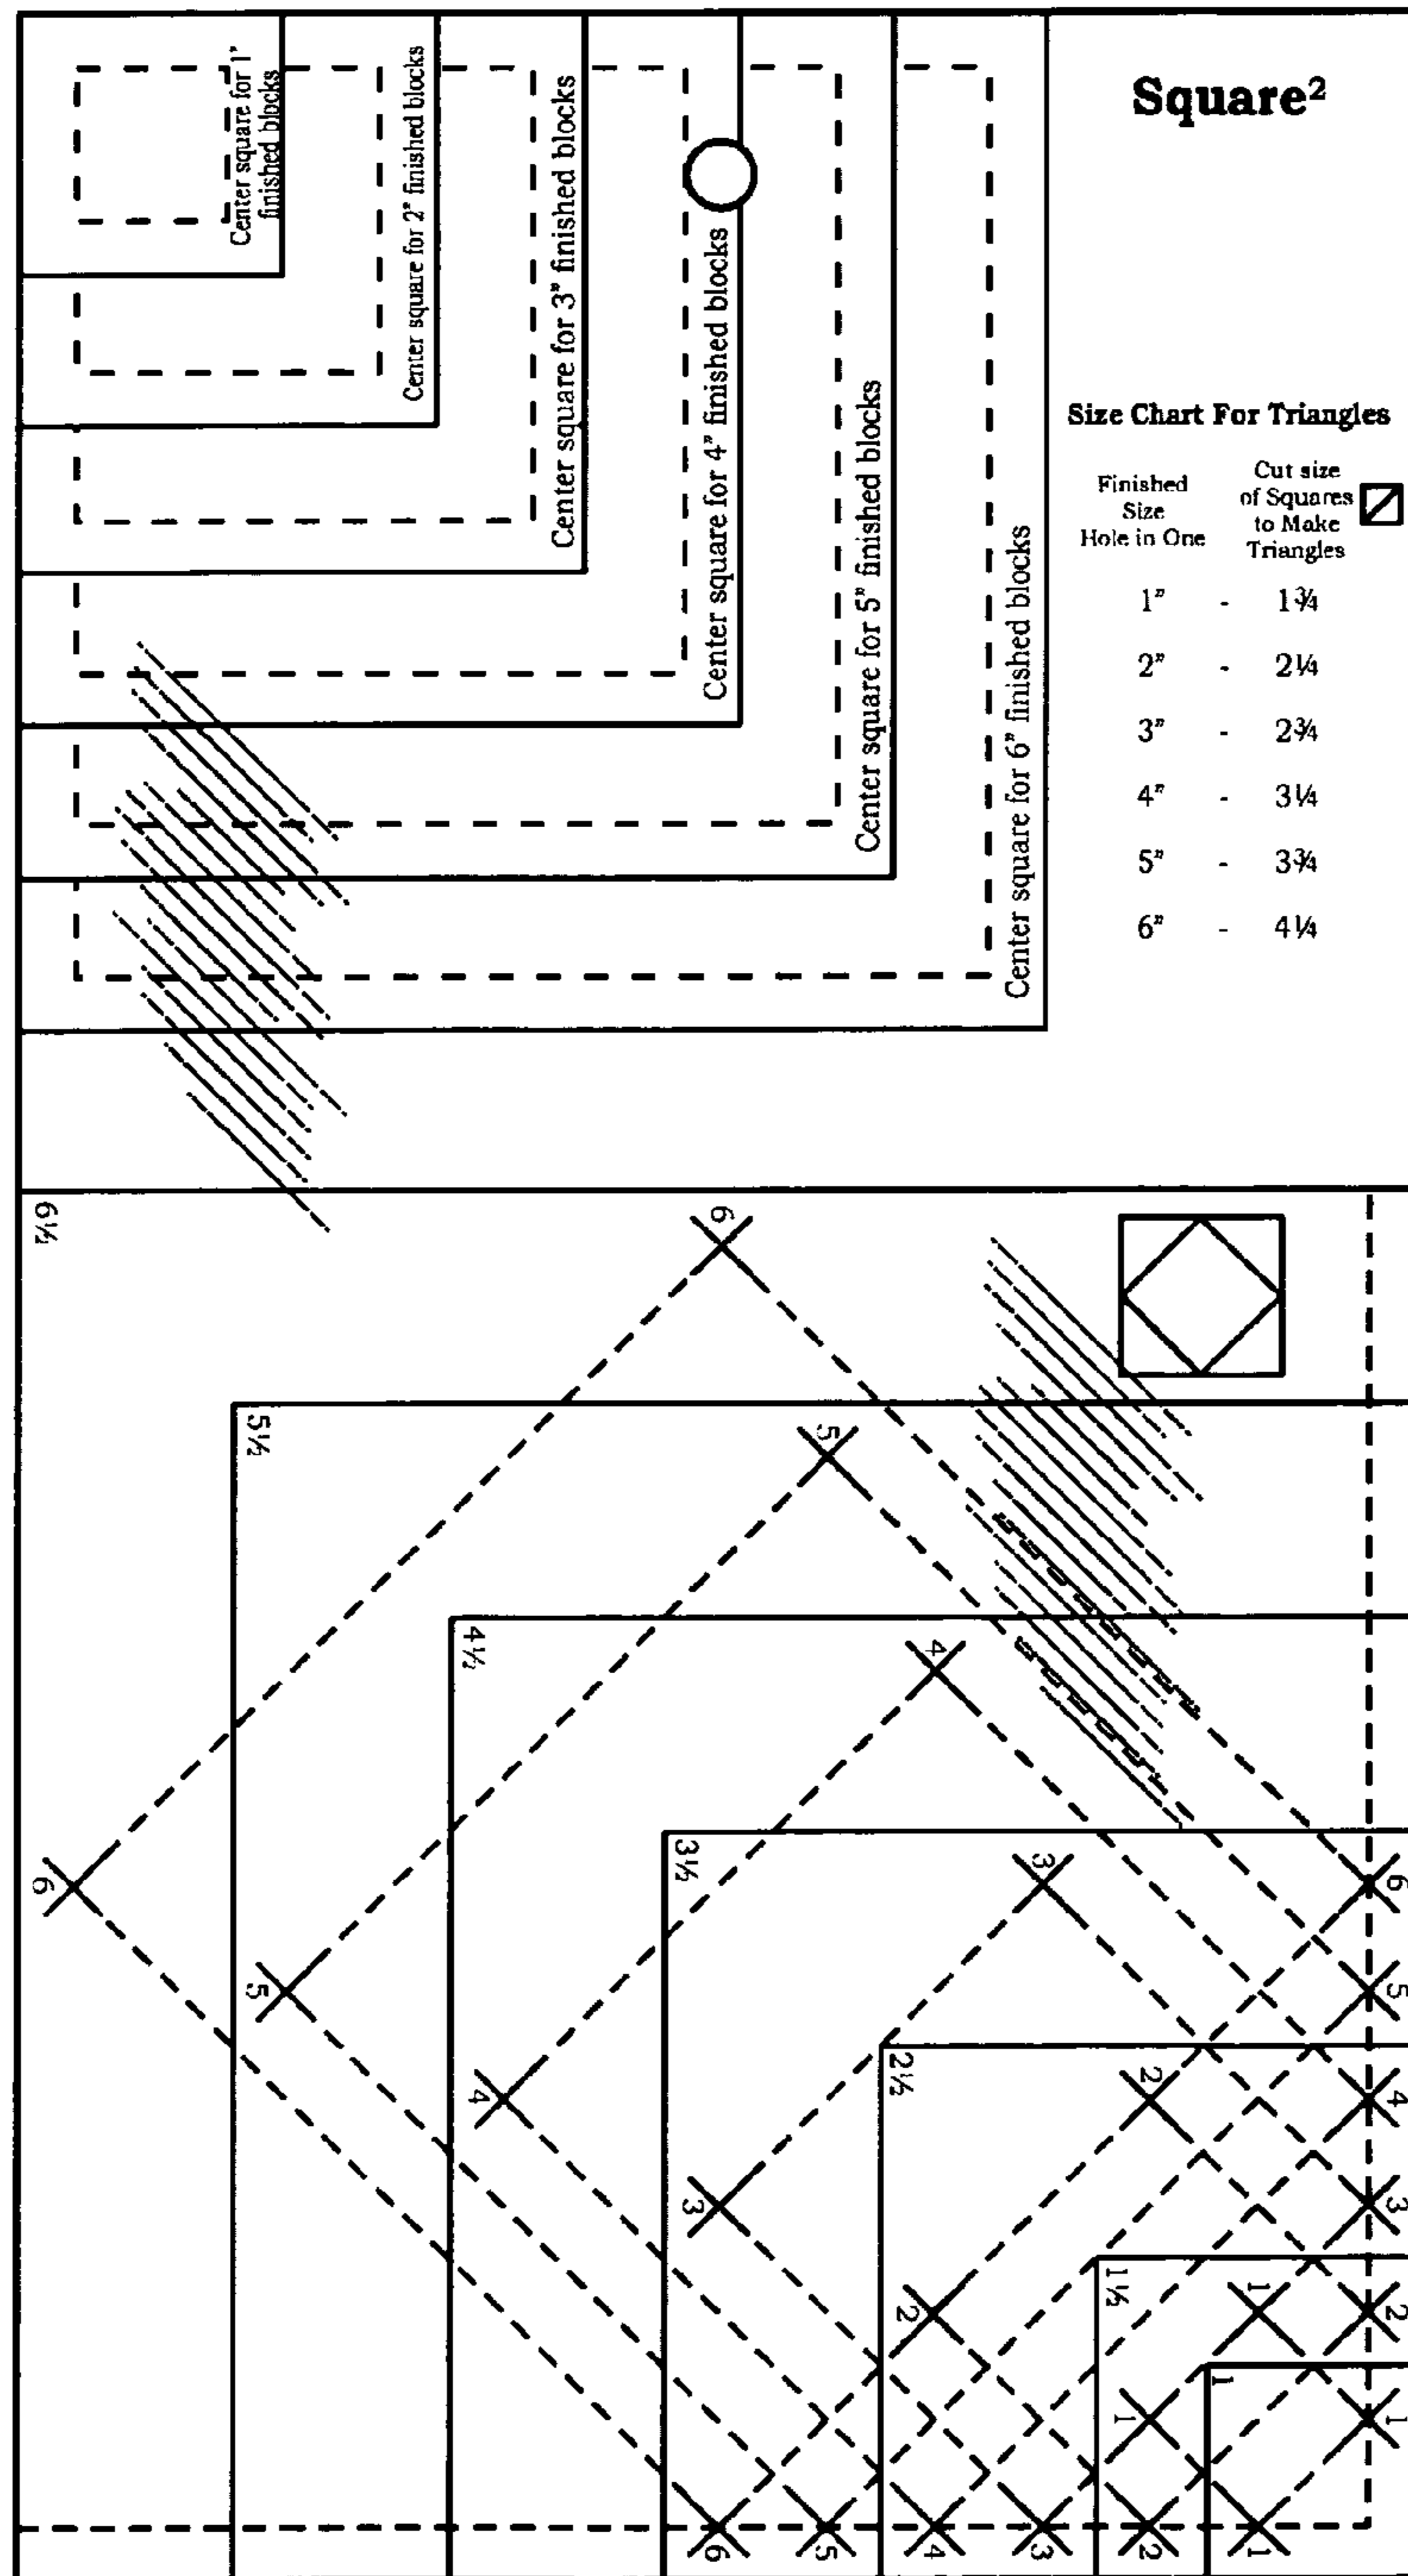 Square²
Center square for 1"
finished blocks
Center square for 2" finished blocks
Center square for 3" finished blocks
Center square for 4" finished blocks
Center square for 5" finished blocks
Center square for 6" finished blocks
Size Chart For Triangles
Finished
Size
Hole in One
Cut size
of Squares
to Make
Triangles
1" - 1¾
2" - 2¼
3" - 2¾
4" - 3¼
5" - 3¾
6" - 4¼
6½
6
5½
5
4½
4
3½
3
6
6
5
5
2½
2
4
4
3
3
1½
1
2
2
1
1
1
6
5
4
3
2
1